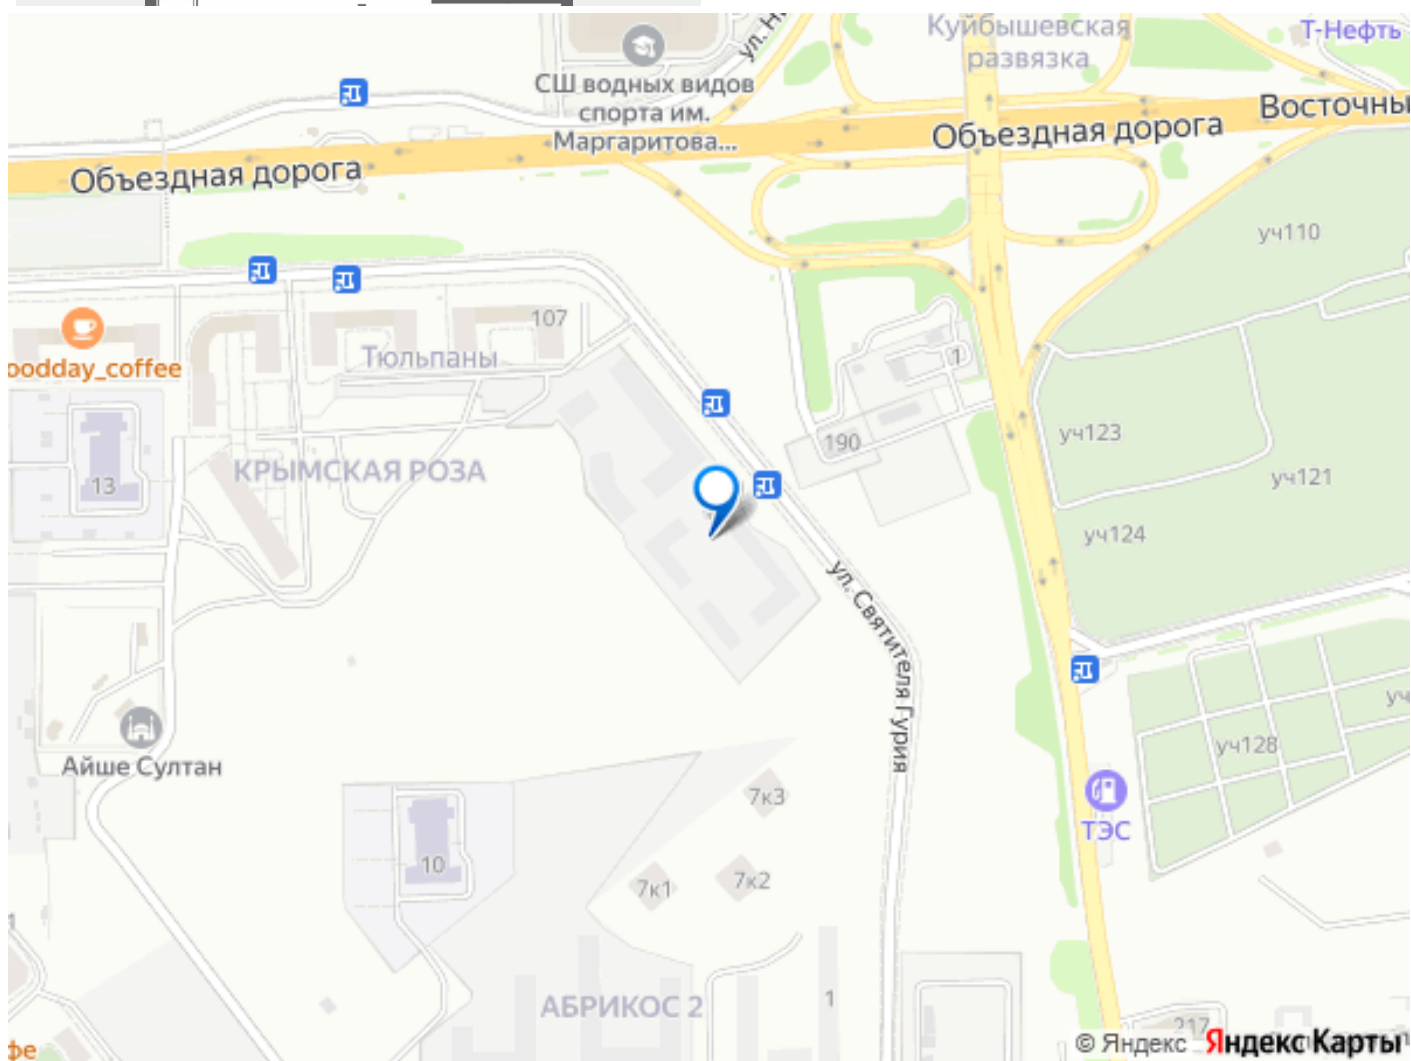 Куйбышевская
развязка
Т-Нефть
ул.
СШ водных видов
спорта им.
Маргаритова...
Объездная дорога
Объездная дорога
уч110
107
Тюльпаны
oodday_coffee
1
190
уч123
уч121
уч124
КРЫМСКАЯ РОЗА
13
ул. Святителя Гурия
Айше Султан
уч128
7к3
ТЭС
10
7к1
7к2
АБРИКОС 2
1
217
© Яндекс Яндекс Карты